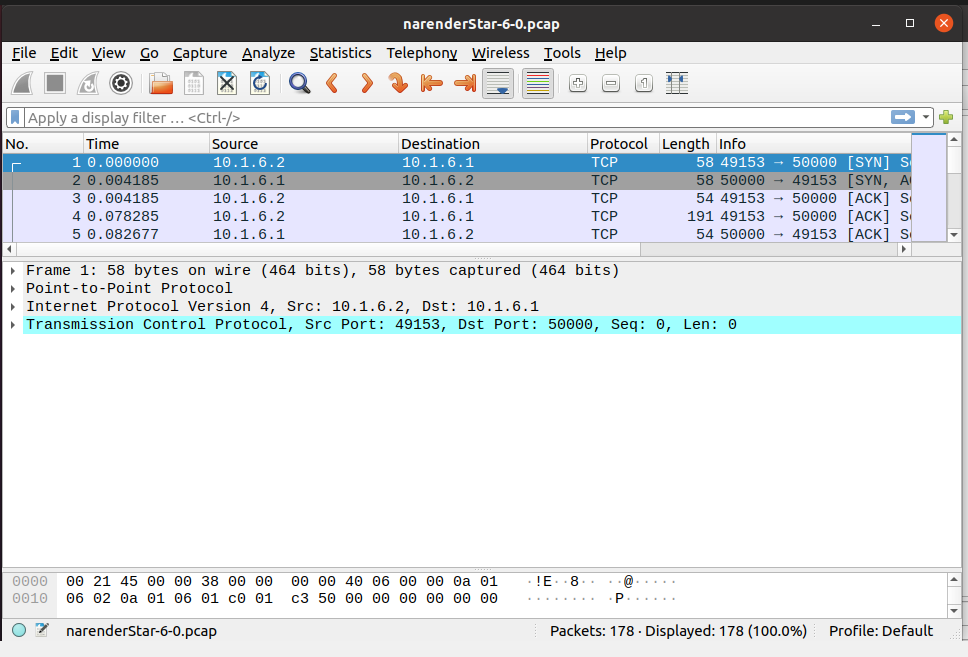 narenderStar-6-0.pcap
File Edit View Go Capture Analyze Statistics Telephony Wireless Tools Help
Apply a display filter … <Ctrl-/>
No. Time Source Destination Protocol Length Info
1 0.000000 10.1.6.2 10.1.6.1 TCP 58 49153 → 50000 [SYN] S
2 0.004185 10.1.6.1 10.1.6.2 TCP 58 50000 → 49153 [SYN, A
3 0.004185 10.1.6.2 10.1.6.1 TCP 54 49153 → 50000 [ACK] S
4 0.078285 10.1.6.2 10.1.6.1 TCP 191 49153 → 50000 [ACK] S
5 0.082677 10.1.6.1 10.1.6.2 TCP 54 50000 → 49153 [ACK] S
Frame 1: 58 bytes on wire (464 bits), 58 bytes captured (464 bits)
Point-to-Point Protocol
Internet Protocol Version 4, Src: 10.1.6.2, Dst: 10.1.6.1
Transmission Control Protocol, Src Port: 49153, Dst Port: 50000, Seq: 0, Len: 0
0000 00 21 45 00 00 38 00 00 00 00 40 06 00 00 0a 01 ·!E··8·· ··@·····
0010 06 02 0a 01 06 01 c0 01 c3 50 00 00 00 00 00 00 ········ ·P······
narenderStar-6-0.pcap Packets: 178 · Displayed: 178 (100.0%) Profile: Default